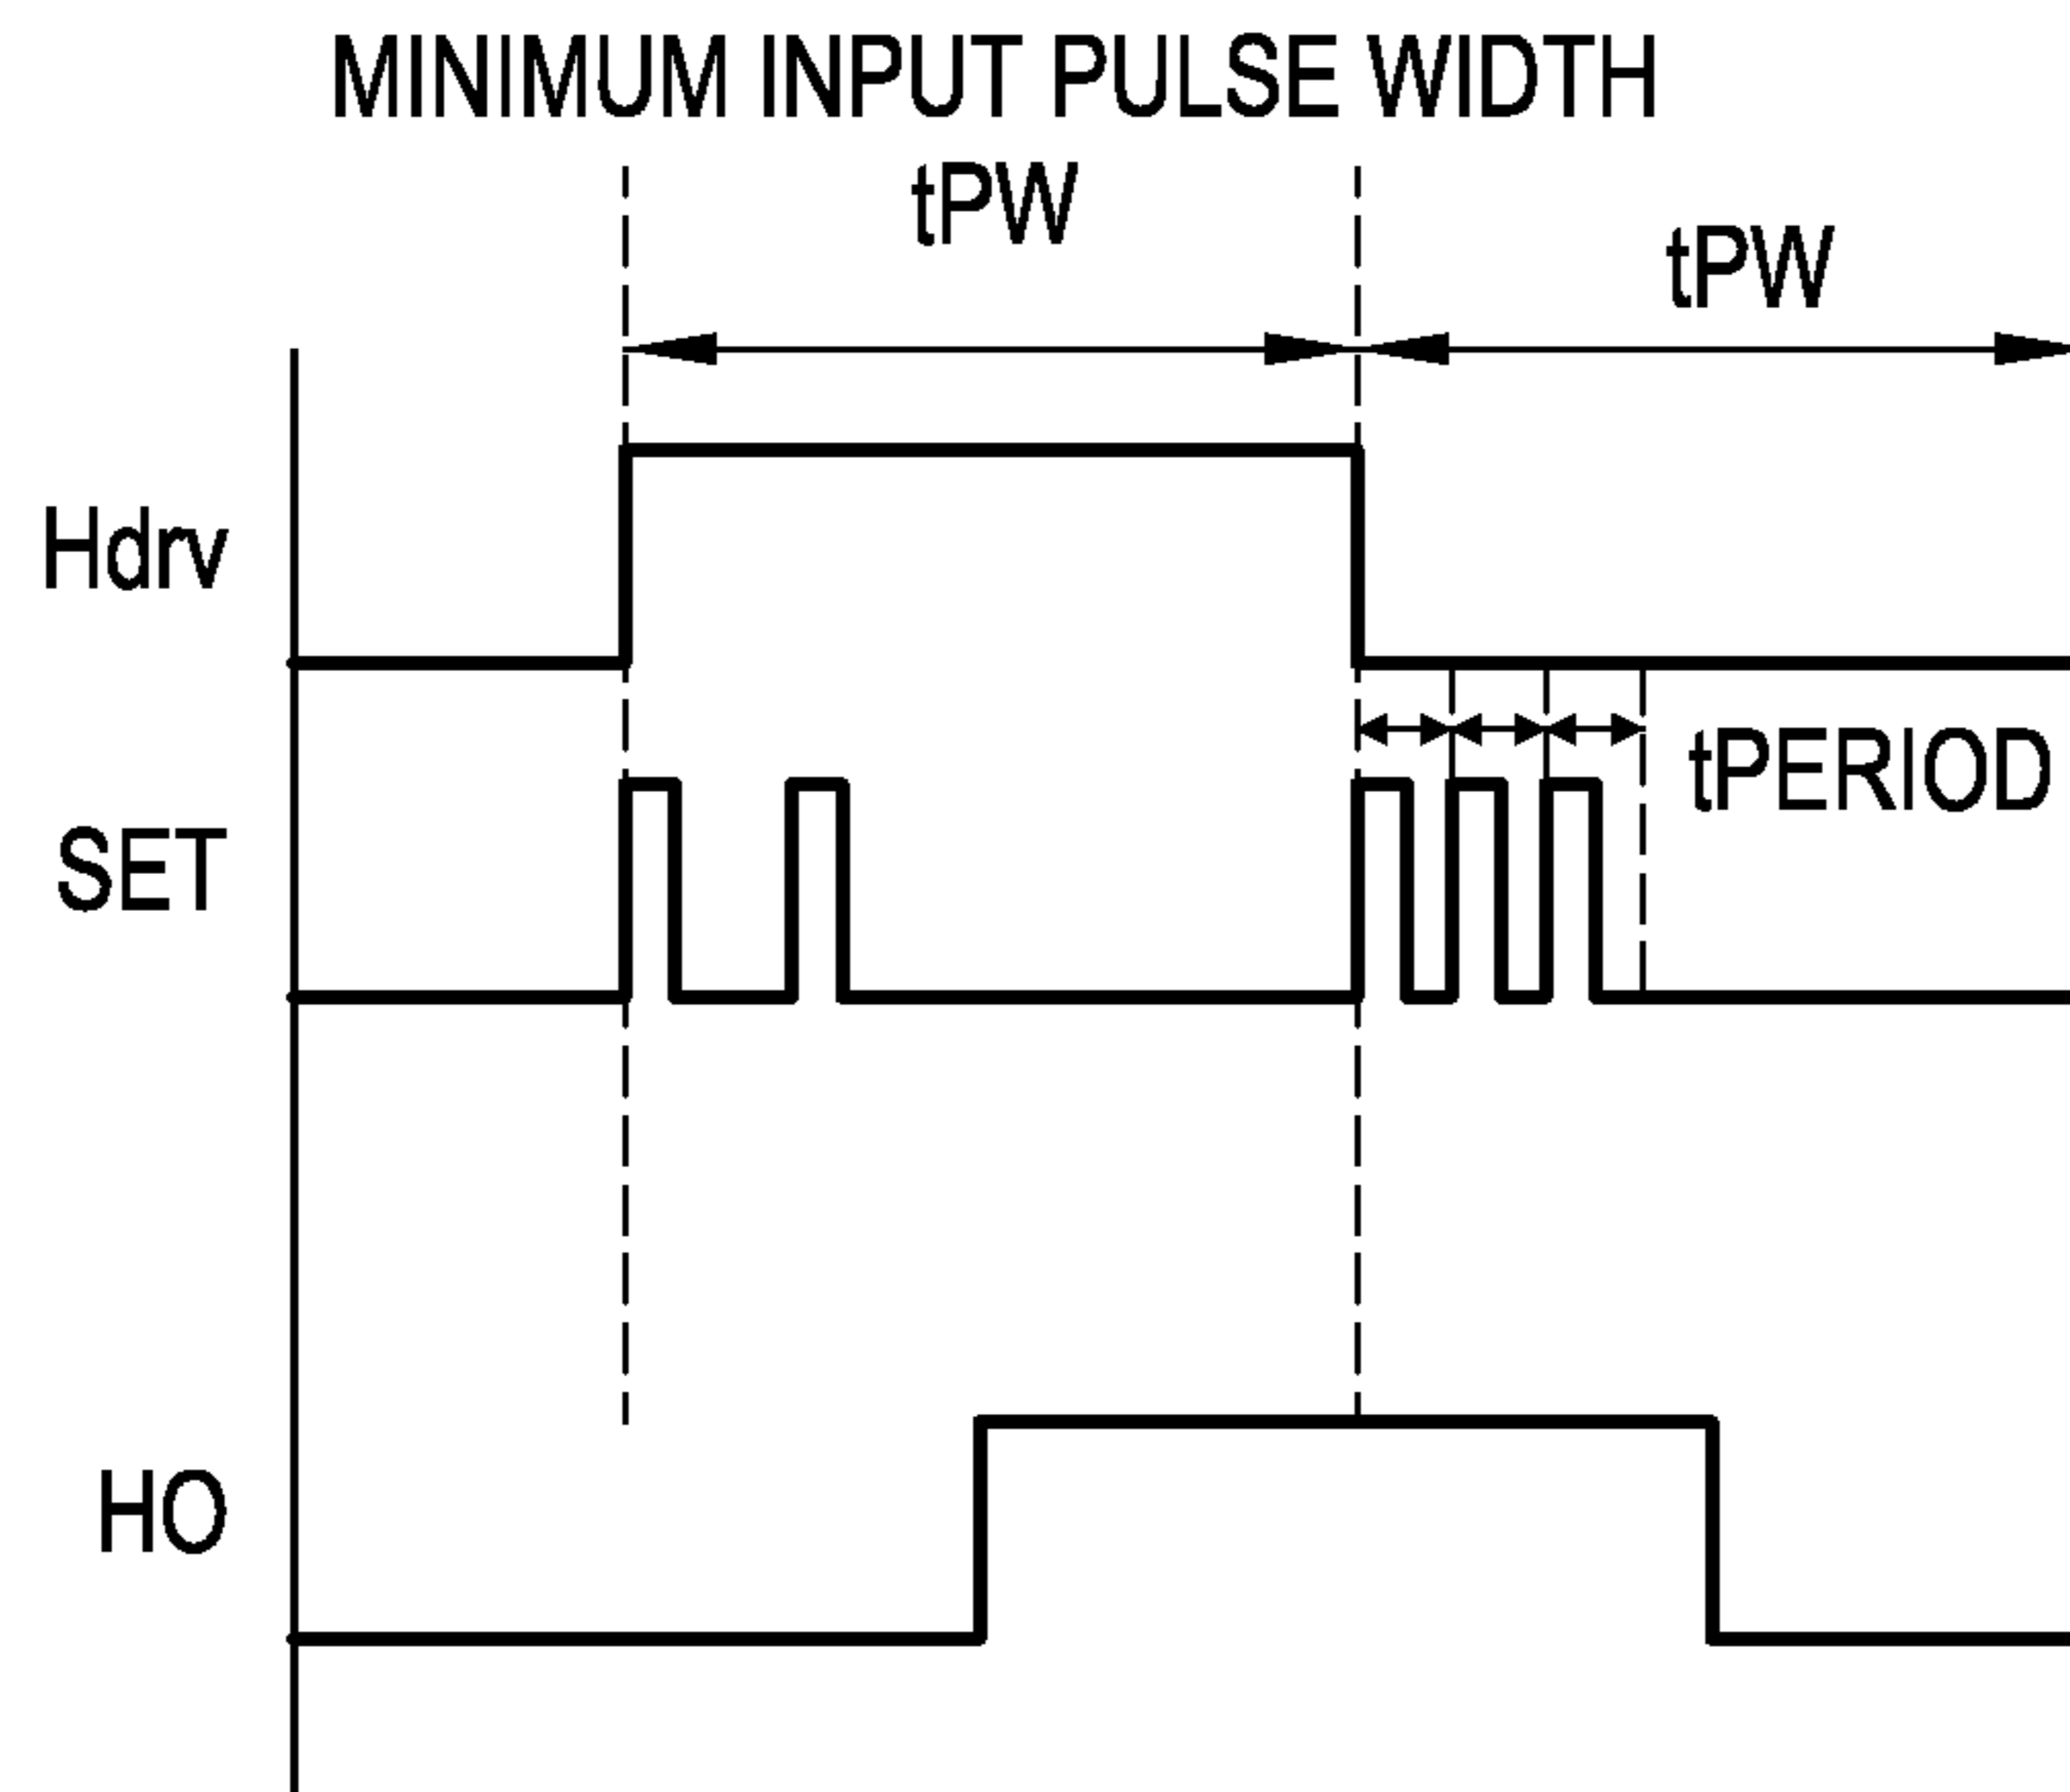 MINIMUM INPUT PULSE WIDTH
tPW
tPW
Hdrv
tPERIOD
SET
HO